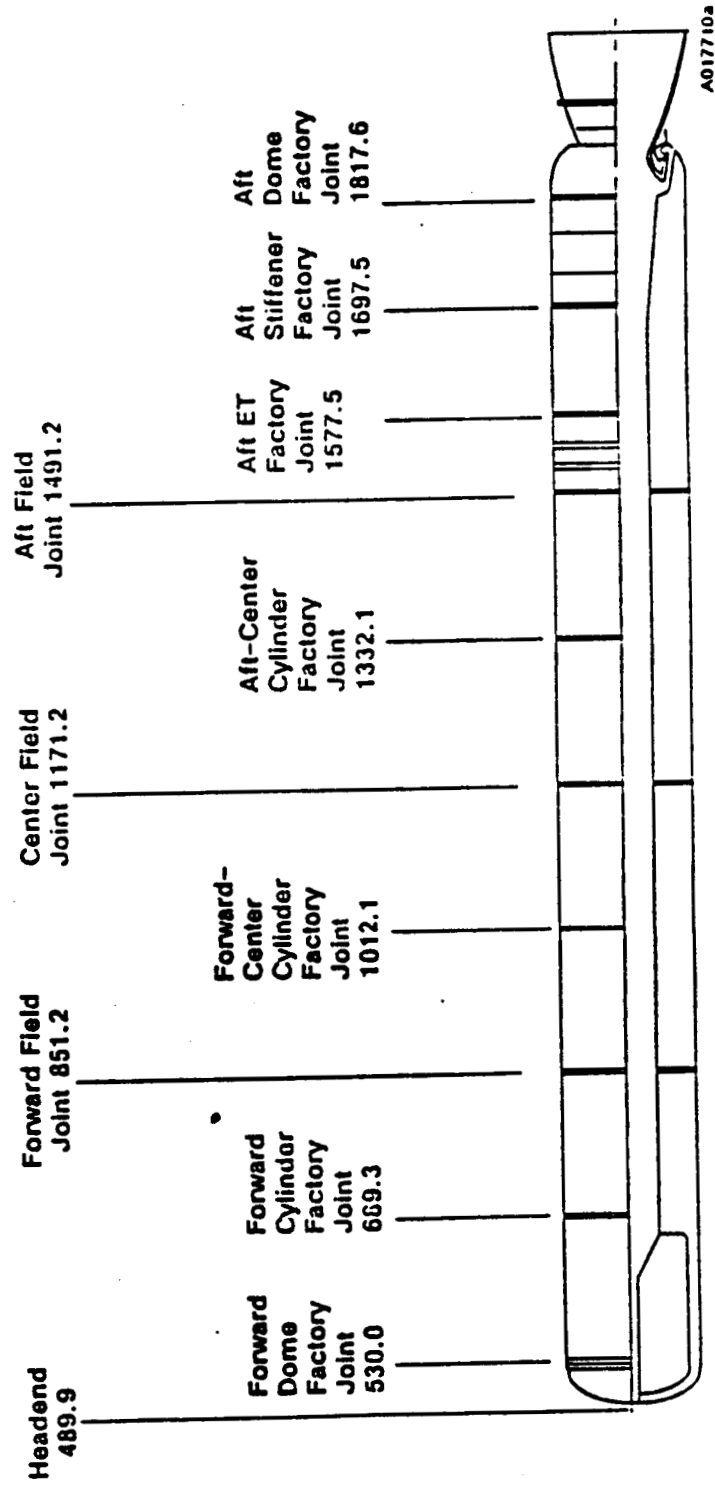 Headend
489.9
Forward Field
Joint 851.2
Center Field
Joint 1171.2
Aft Field
Joint 1491.2
Forward
Dome
Factory
Joint
530.0
Forward
Cylinder
Factory
Joint
689.3
Forward-
Center
Cylinder
Factory
Joint
1012.1
Aft-Center
Cylinder
Factory
Joint
1332.1
Aft ET
Factory
Joint
1577.5
Aft
Stiffener
Factory
Joint
1697.5
Aft
Dome
Factory
Joint
1817.6
A017710a